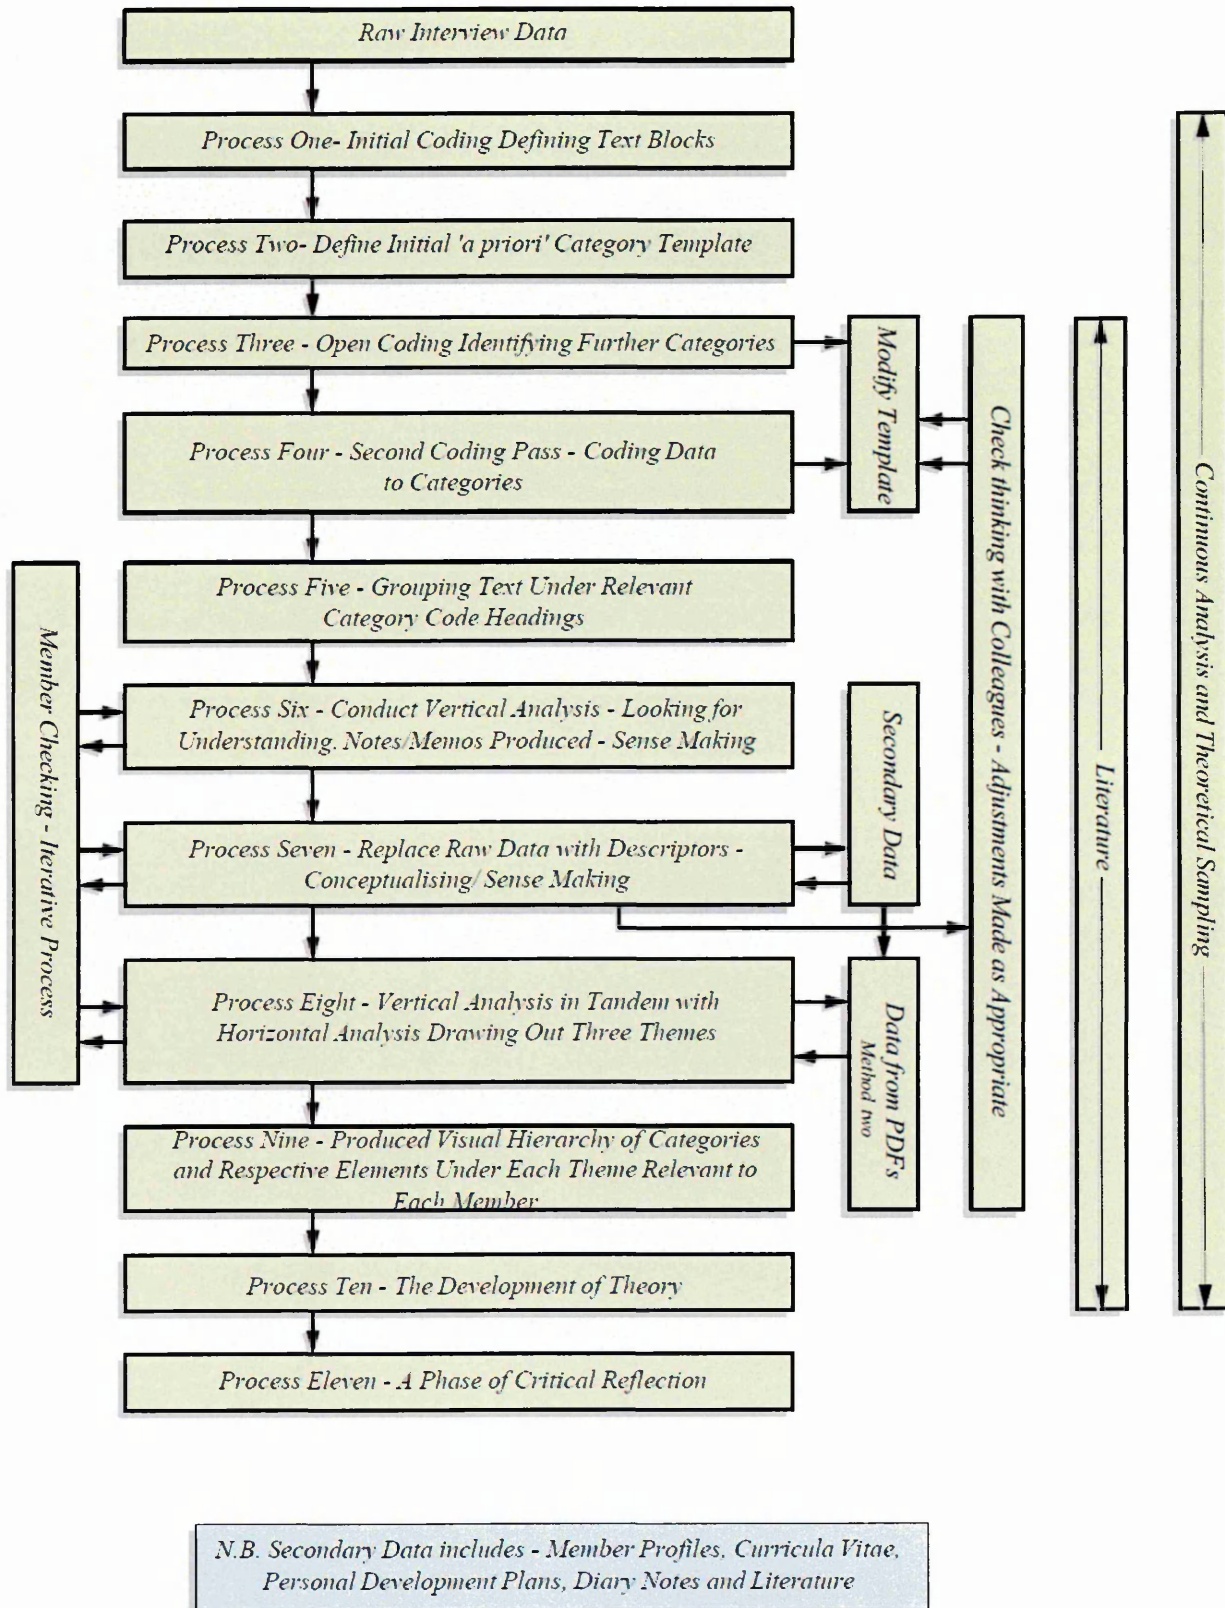 Raw Interview Data
Process One- Initial Coding Defining Text Blocks
Process Two- Define Initial 'a priori' Category Template
Process Three - Open Coding Identifying Further Categories
Modify Template
Process Four - Second Coding Pass - Coding Data
to Categories
Check thinking with Colleagues - Adjustments Made as Appropriate
Literature
Continuous Analysis and Theoretical Sampling
Process Five - Grouping Text Under Relevant
Category Code Headings
Member Checking - Iterative Process
Process Six - Conduct Vertical Analysis - Looking for
Understanding. Notes/Memos Produced - Sense Making
Secondary Data
Process Seven - Replace Raw Data with Descriptors -
Conceptualising/ Sense Making
Process Eight - Vertical Analysis in Tandem with
Horizontal Analysis Drawing Out Three Themes
Data from PDFs
Method two
Process Nine - Produced Visual Hierarchy of Categories
and Respective Elements Under Each Theme Relevant to
Each Member
Process Ten - The Development of Theory
Process Eleven - A Phase of Critical Reflection
N.B. Secondary Data includes - Member Profiles, Curricula Vitae,
Personal Development Plans, Diary Notes and Literature